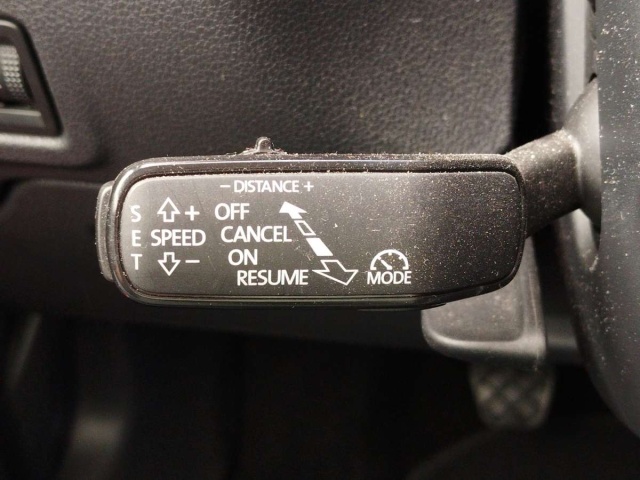 - DISTANCE +
S E T
+ OFF
SPEED CANCEL
- ON
RESUME
MODE